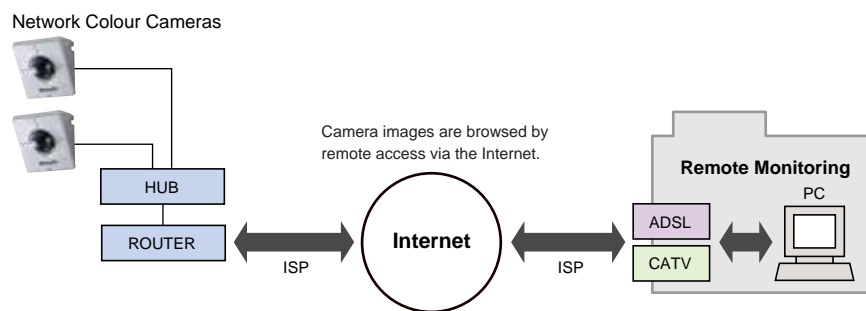 Network Colour Cameras
Camera images are browsed by
remote access via the Internet.
HUB
ROUTER
ISP
Internet
ISP
Remote Monitoring
PC
ADSL
CATV